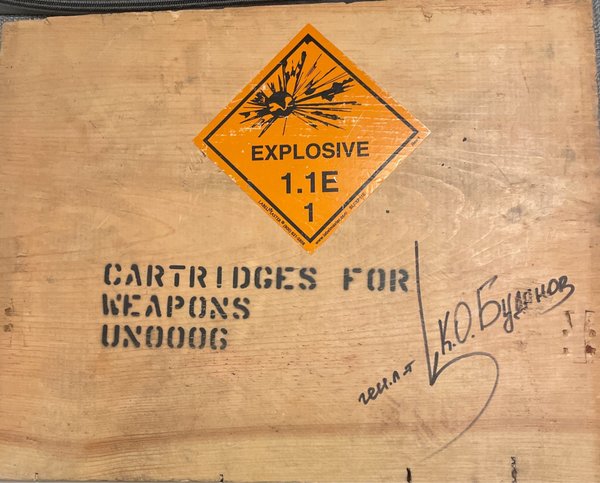 EXPLOSIVE
1.1E
1
CARTRIDGES FOR
WEAPONS
UN0006
ген.л-т К.О. Буданов